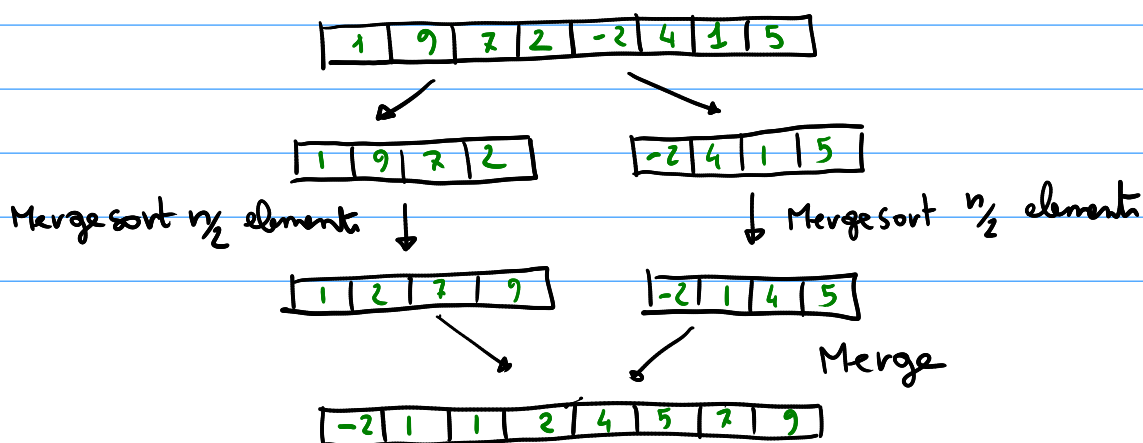 1 9 7 2 -2 4 1 5
1 9 7 2 -2 4 1 5
Mergesort n/2 elements Mergesort n/2 elements
1 2 7 9 -2 1 4 5
Merge
-2 1 1 2 4 5 7 9